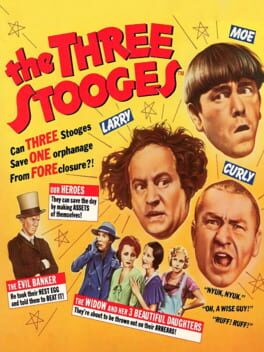 the THREE
STOOGES
MOE
Can THREE Stooges
Save ONE orphanage
From FOREclosure?!
LARRY
CURLY
OUR HEROES
They can save the day
by making ASSETS
of themselves!
THE EVIL BANKER
He took their NEST EGG
and told them to BEAT IT!
THE WIDOW and HER 3 BEAUTIFUL DAUGHTERS
They're about to be thrown out on their ARREARS!
"NYUK, NYUK."
"OH, A WISE GUY!"
"RUFF! RUFF!"